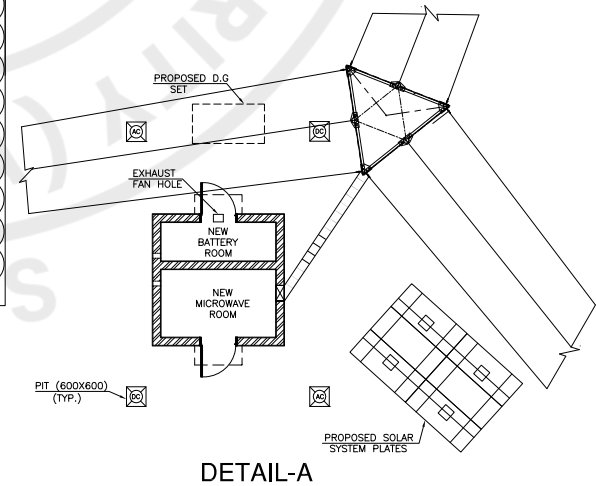 PROPOSED D.G
SET
AC
DC
EXHAUST
FAN HOLE
NEW
BATTERY
ROOM
NEW
MICROWAVE
ROOM
PIT (600X600)
(TYP.)
DC
AC
PROPOSED SOLAR
SYSTEM PLATES
DETAIL-A
RITY (
S